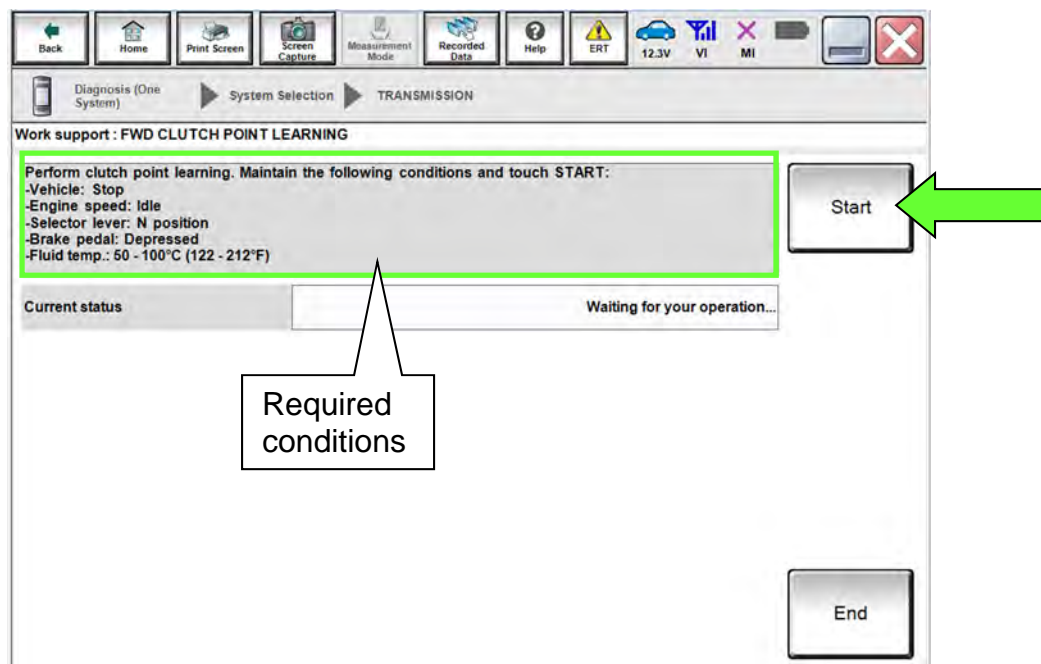 Back
Home
Print Screen
Screen
Capture
Measurement
Mode
Recorded
Data
Help
ERT
12.3V
VI
MI
Diagnosis (One
System)
System Selection
TRANSMISSION
Work support : FWD CLUTCH POINT LEARNING
Perform clutch point learning. Maintain the following conditions and touch START:
-Vehicle: Stop
-Engine speed: Idle
-Selector lever: N position
-Brake pedal: Depressed
-Fluid temp.: 50 - 100°C (122 - 212°F)
Start
Current status
Waiting for your operation...
Required
conditions
End